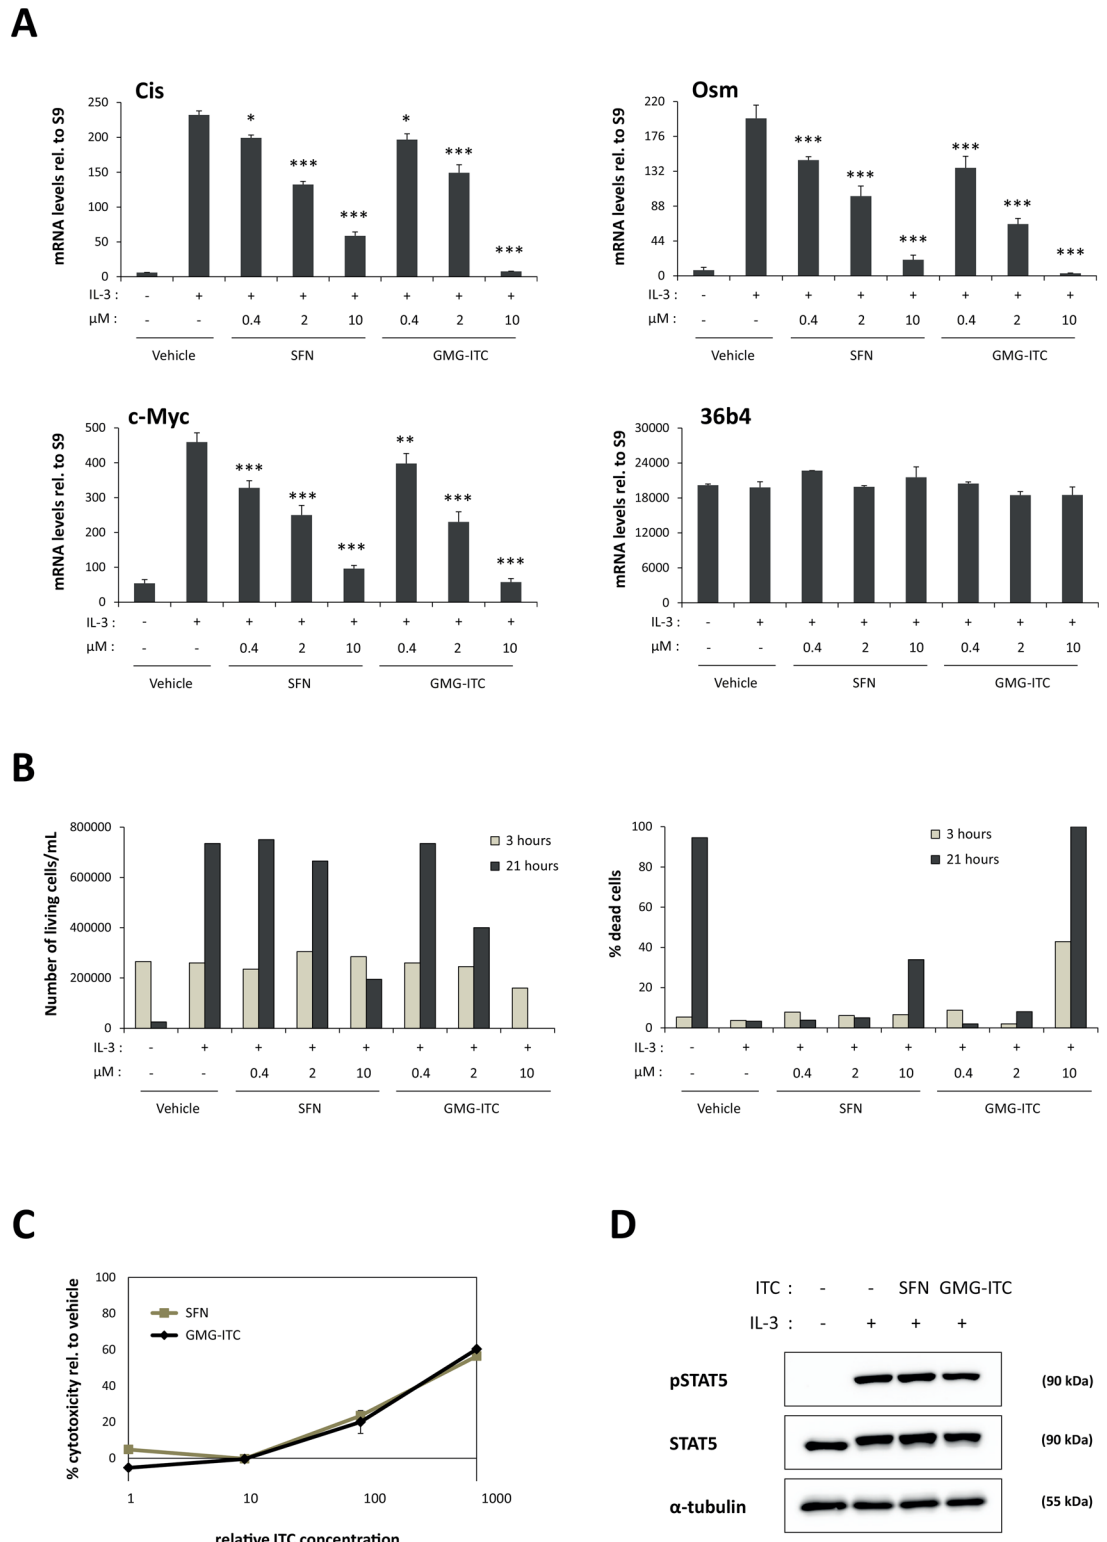 A
Cis
mRNA levels rel. to S9
250
200
150
100
50
0
* *** *** * *** ***
IL-3 : - + + + + + + +
µM : - - 0.4 2 10 0.4 2 10
Vehicle SFN GMG-ITC
Osm
mRNA levels rel. to S9
220
176
132
88
44
0
*** *** *** *** *** ***
IL-3 : - + + + + + + +
µM : - - 0.4 2 10 0.4 2 10
Vehicle SFN GMG-ITC
c-Myc
mRNA levels rel. to S9
500
400
300
200
100
0
*** *** *** ** *** ***
IL-3 : - + + + + + + +
µM : - - 0.4 2 10 0.4 2 10
Vehicle SFN GMG-ITC
36b4
mRNA levels rel. to S9
30000
24000
18000
12000
6000
0
IL-3 : - + + + + + + +
µM : - - 0.4 2 10 0.4 2 10
Vehicle SFN GMG-ITC
B
Number of living cells/mL
800000
600000
400000
200000
0
3 hours
21 hours
IL-3 : - + + + + + + +
µM : - - 0.4 2 10 0.4 2 10
Vehicle SFN GMG-ITC
% dead cells
100
80
60
40
20
0
3 hours
21 hours
IL-3 : - + + + + + + +
µM : - - 0.4 2 10 0.4 2 10
Vehicle SFN GMG-ITC
C
% cytotoxicity rel. to vehicle
100
80
60
40
20
0
SFN
GMG-ITC
1 10 100 1000
relative ITC concentration
D
ITC : - - SFN GMG-ITC
IL-3 : - + + +
pSTAT5 (90 kDa)
STAT5 (90 kDa)
α-tubulin (55 kDa)